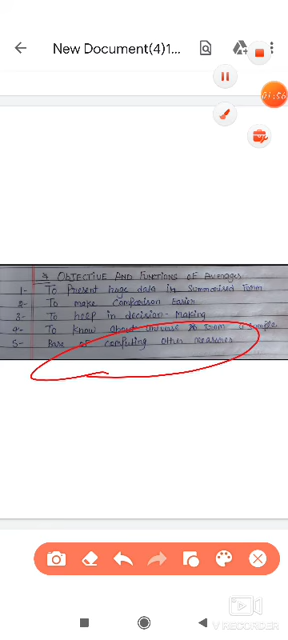 New Document(4)1...
01:56
* OBJECTIVE AND FUNCTIONS OF AVERAGES
1- To Present huge data in Summarised Form
2- To make Comparison Easier
3- To help in decision-Making
4- To Know about universe from a sample
5- Base of computing other measures
V RECORDER